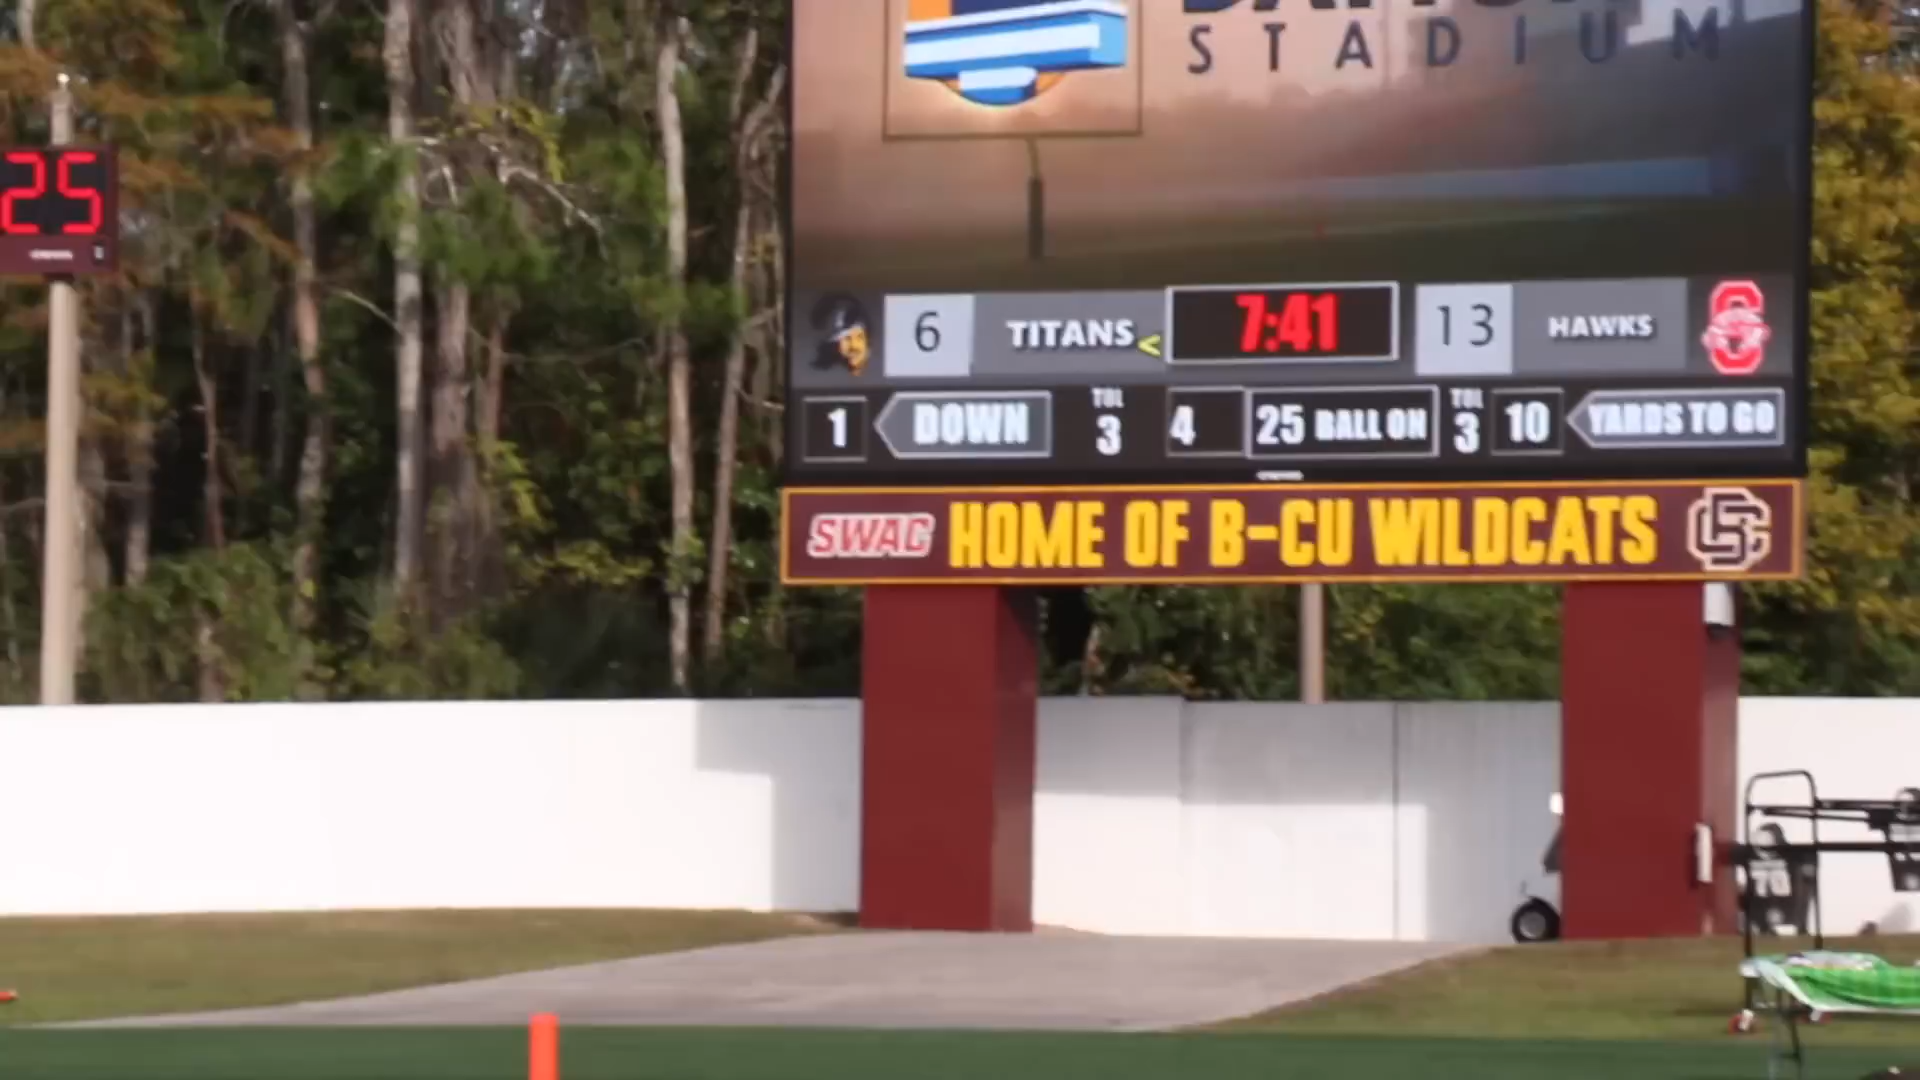 STADIUM
25
6 TITANS < 7:41 13 HAWKS
1 DOWN TOL 3 4 25 BALL ON TOL 3 10 YARDS TO GO
SWAC HOME OF B-CU WILDCATS
70